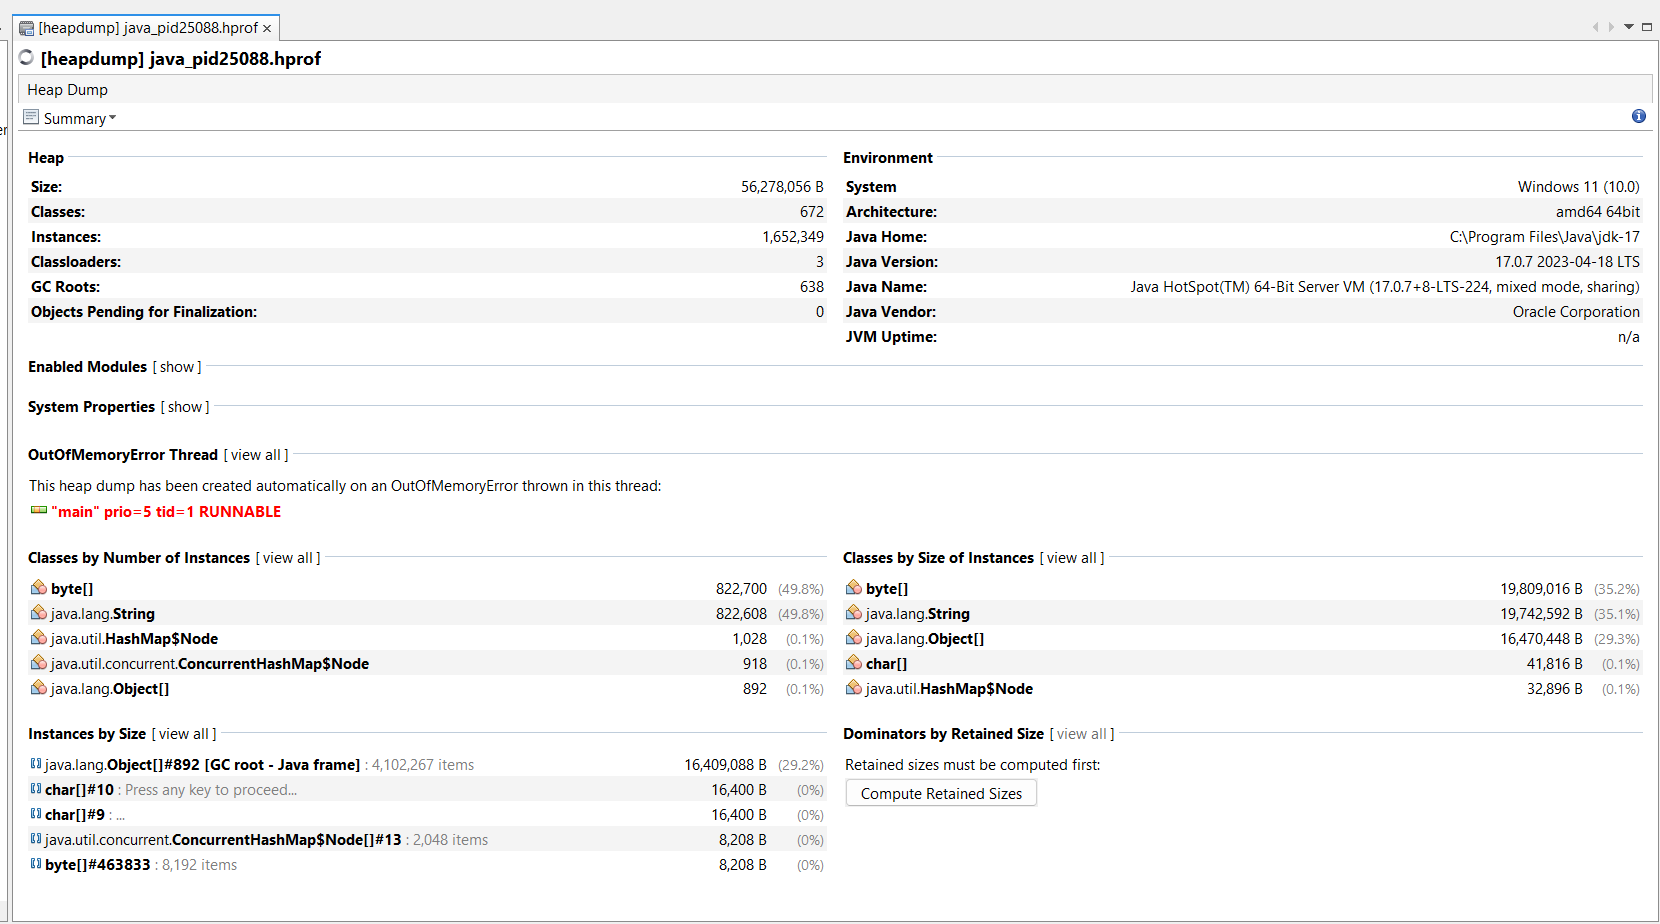 [heapdump] java_pid25088.hprof ×
[heapdump] java_pid25088.hprof
Heap Dump
Summary
er
Heap
Size: 56,278,056 B
Classes: 672
Instances: 1,652,349
Classloaders: 3
GC Roots: 638
Objects Pending for Finalization: 0
Environment
System Windows 11 (10.0)
Architecture: amd64 64bit
Java Home: C:\Program Files\Java\jdk-17
Java Version: 17.0.7 2023-04-18 LTS
Java Name: Java HotSpot(TM) 64-Bit Server VM (17.0.7+8-LTS-224, mixed mode, sharing)
Java Vendor: Oracle Corporation
JVM Uptime: n/a
Enabled Modules [ show ]
System Properties [ show ]
OutOfMemoryError Thread [ view all ]
This heap dump has been created automatically on an OutOfMemoryError thrown in this thread:
"main" prio=5 tid=1 RUNNABLE
Classes by Number of Instances [ view all ]
byte[] 822,700 (49.8%)
java.lang.String 822,608 (49.8%)
java.util.HashMap$Node 1,028 (0.1%)
java.util.concurrent.ConcurrentHashMap$Node 918 (0.1%)
java.lang.Object[] 892 (0.1%)
Classes by Size of Instances [ view all ]
byte[] 19,809,016 B (35.2%)
java.lang.String 19,742,592 B (35.1%)
java.lang.Object[] 16,470,448 B (29.3%)
char[] 41,816 B (0.1%)
java.util.HashMap$Node 32,896 B (0.1%)
Instances by Size [ view all ]
java.lang.Object[]#892 [GC root - Java frame] : 4,102,267 items 16,409,088 B (29.2%)
char[]#10 : Press any key to proceed... 16,400 B (0%)
char[]#9 : ... 16,400 B (0%)
java.util.concurrent.ConcurrentHashMap$Node[]#13 : 2,048 items 8,208 B (0%)
byte[]#463833 : 8,192 items 8,208 B (0%)
Dominators by Retained Size [ view all ]
Retained sizes must be computed first:
Compute Retained Sizes